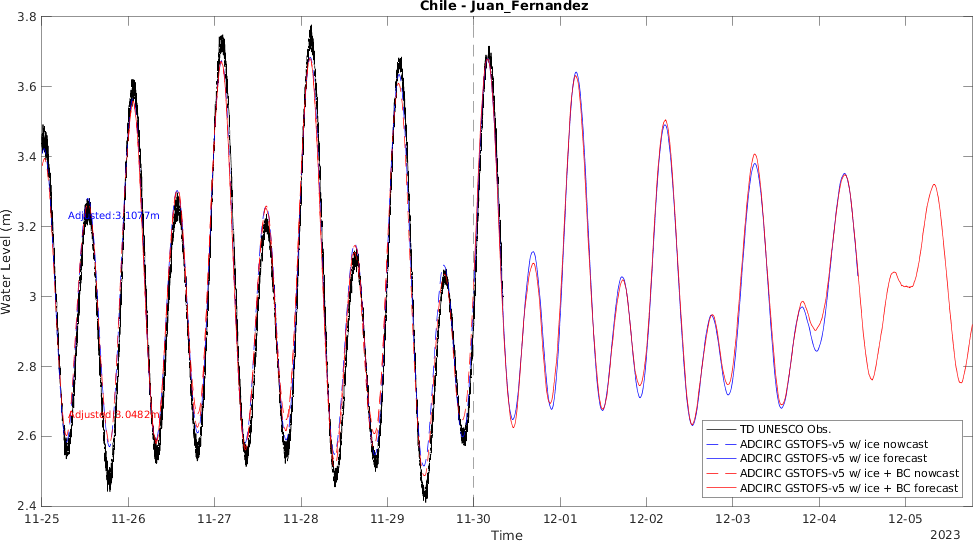 Chile - Juan_Fernandez
3.8
3.6
3.4
3.2
3
2.8
2.6
2.4
Water Level (m)
Adjusted:3.1077m
Adjusted:3.0482m
TD UNESCO Obs.
ADCIRC GSTOFS-v5 w/ ice nowcast
ADCIRC GSTOFS-v5 w/ ice forecast
ADCIRC GSTOFS-v5 w/ ice + BC nowcast
ADCIRC GSTOFS-v5 w/ ice + BC forecast
11-25 11-26 11-27 11-28 11-29 11-30 12-01 12-02 12-03 12-04 12-05
Time
2023